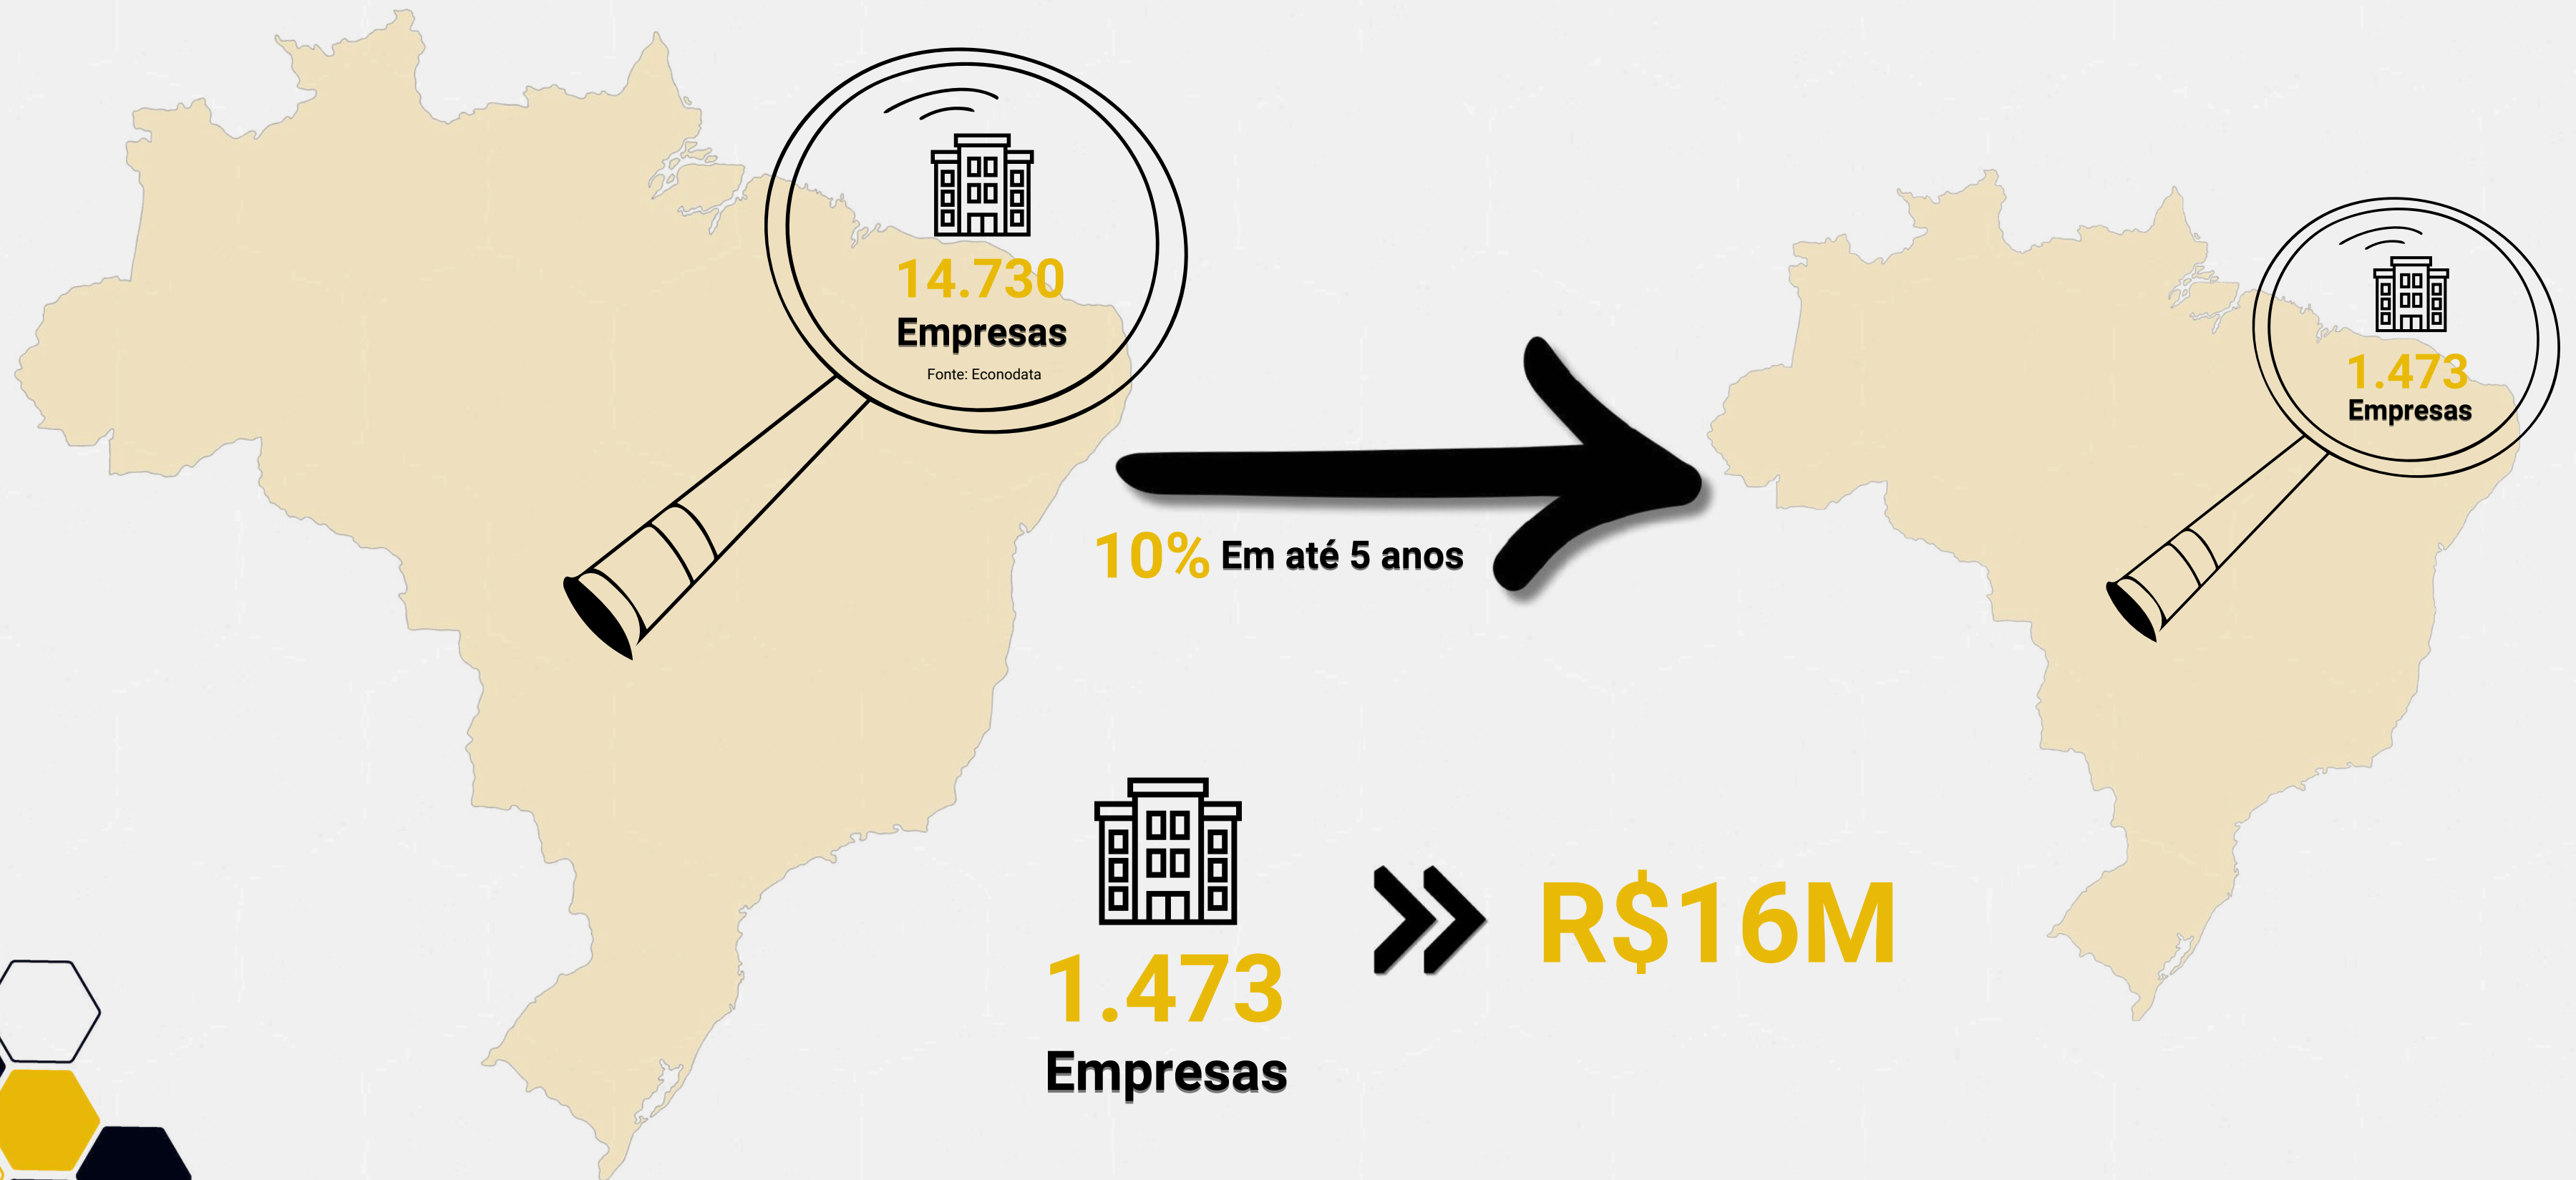 14.730
Empresas
Fonte: Econodata
10% Em até 5 anos
1.473
Empresas
1.473
Empresas
R$16M